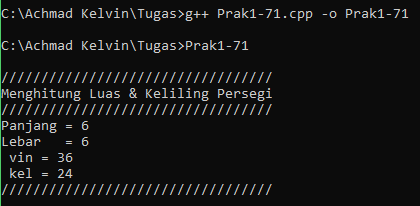 C:\Achmad Kelvin\Tugas>g++ Prak1-71.cpp -o Prak1-71
C:\Achmad Kelvin\Tugas>Prak1-71
//////////////////////////////////
Menghitung Luas & Keliling Persegi
//////////////////////////////////
Panjang = 6
Lebar   = 6
 vin = 36
 kel = 24
//////////////////////////////////